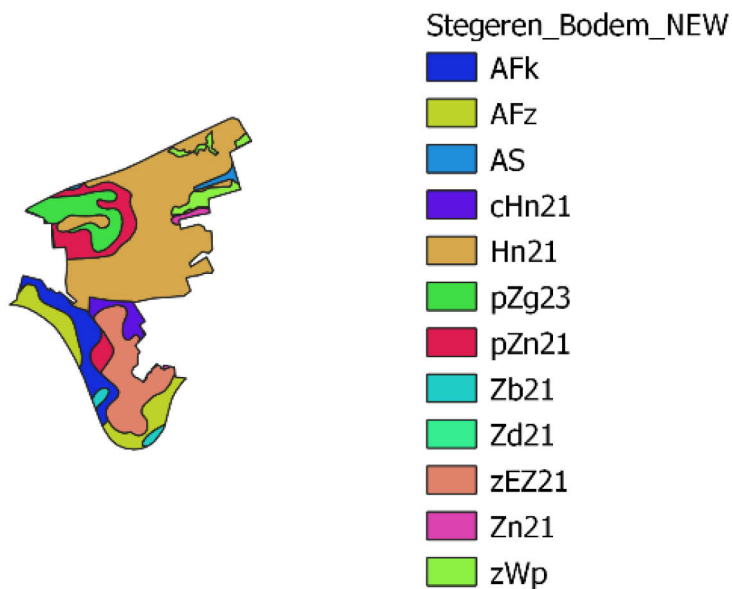 Stegeren_Bodem_NEW
AFk
AFz
AS
cHn21
Hn21
pZg23
pZn21
Zb21
Zd21
zEZ21
Zn21
zWp